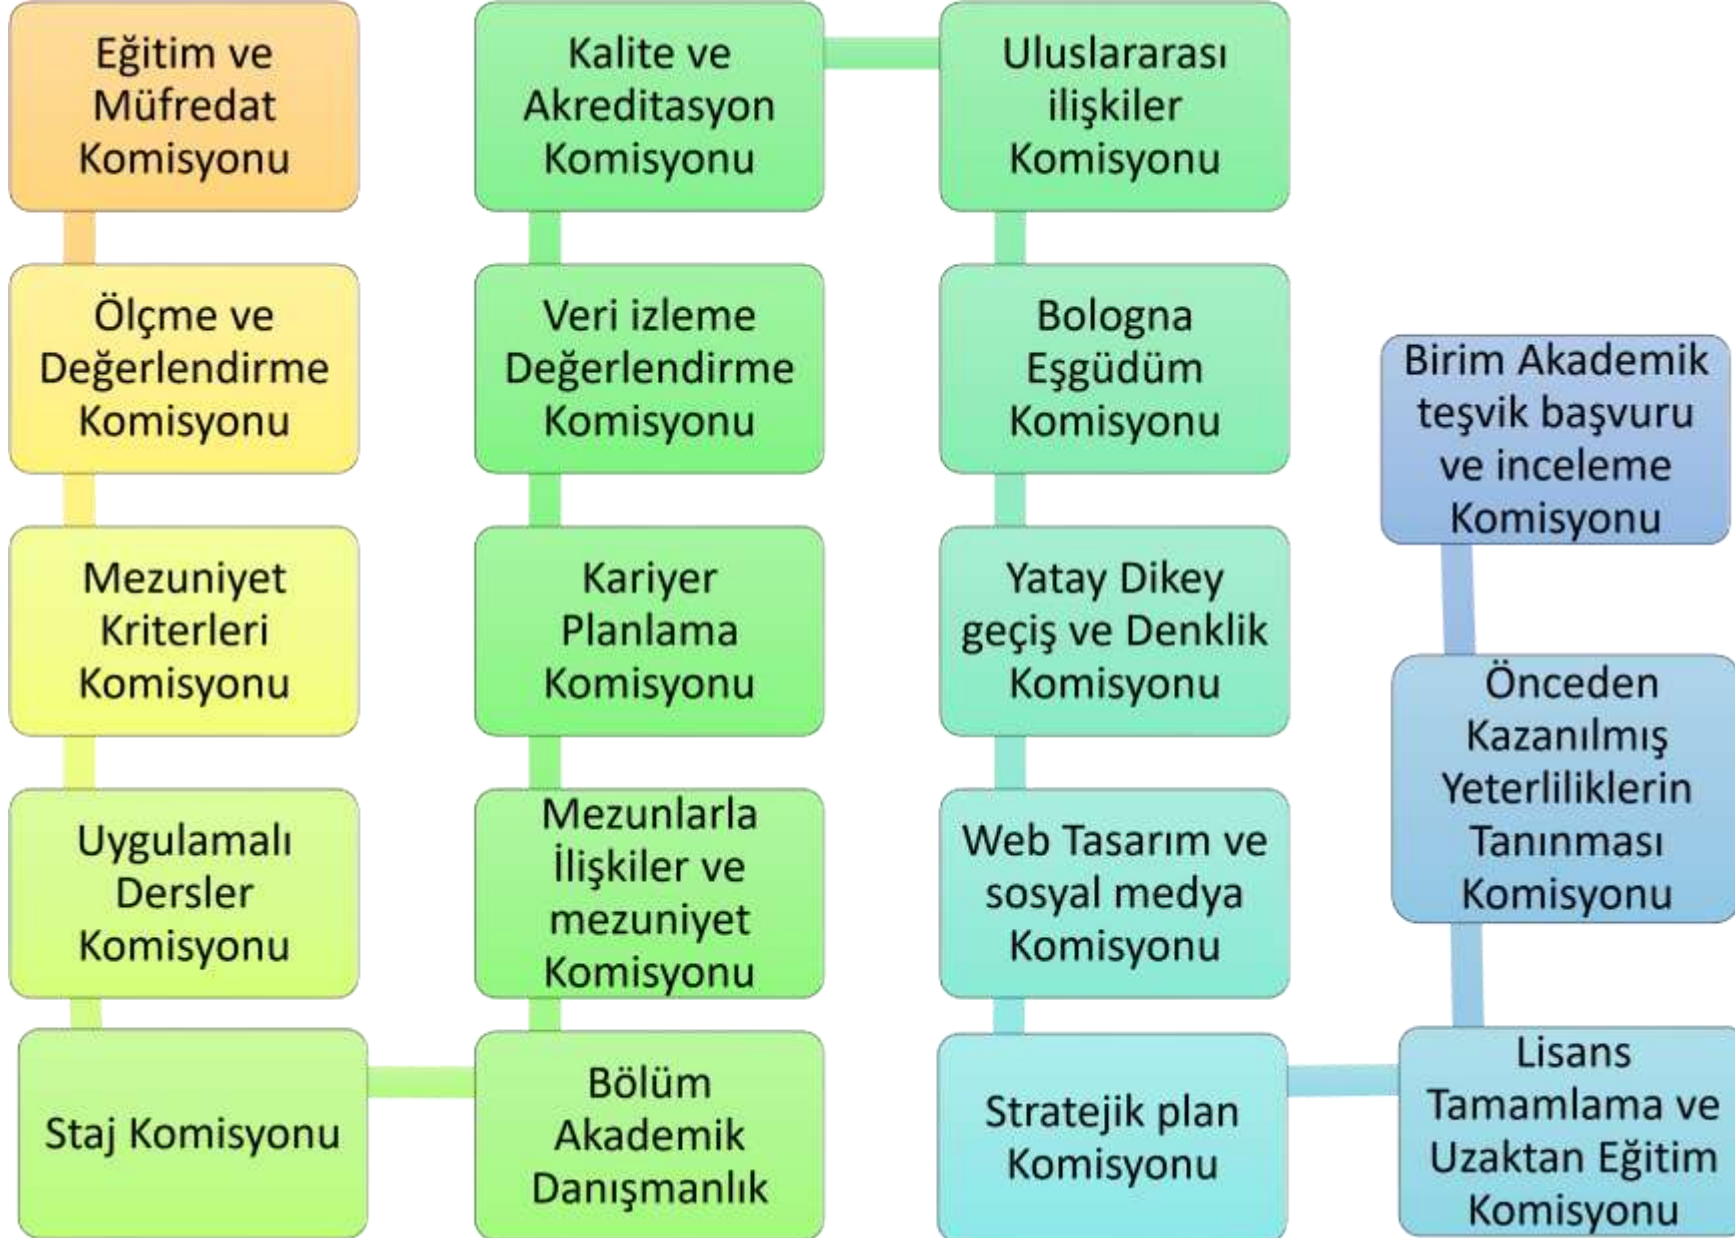 Eğitim ve
Müfredat
Komisyonu
Ölçme ve
Değerlendirme
Komisyonu
Mezuniyet
Kriterleri
Komisyonu
Uygulamalı
Dersler
Komisyonu
Staj Komisyonu
Bölüm
Akademik
Danışmanlık
Mezunlarla
İlişkiler ve
mezuniyet
Komisyonu
Kariyer
Planlama
Komisyonu
Veri izleme
Değerlendirme
Komisyonu
Kalite ve
Akreditasyon
Komisyonu
Uluslararası
ilişkiler
Komisyonu
Bologna
Eşgüdüm
Komisyonu
Yatay Dikey
geçiş ve Denklik
Komisyonu
Web Tasarım ve
sosyal medya
Komisyonu
Stratejik plan
Komisyonu
Lisans
Tamamlama ve
Uzaktan Eğitim
Komisyonu
Önceden
Kazanılmış
Yeterliliklerin
Tanınması
Komisyonu
Birim Akademik
teşvik başvuru
ve inceleme
Komisyonu